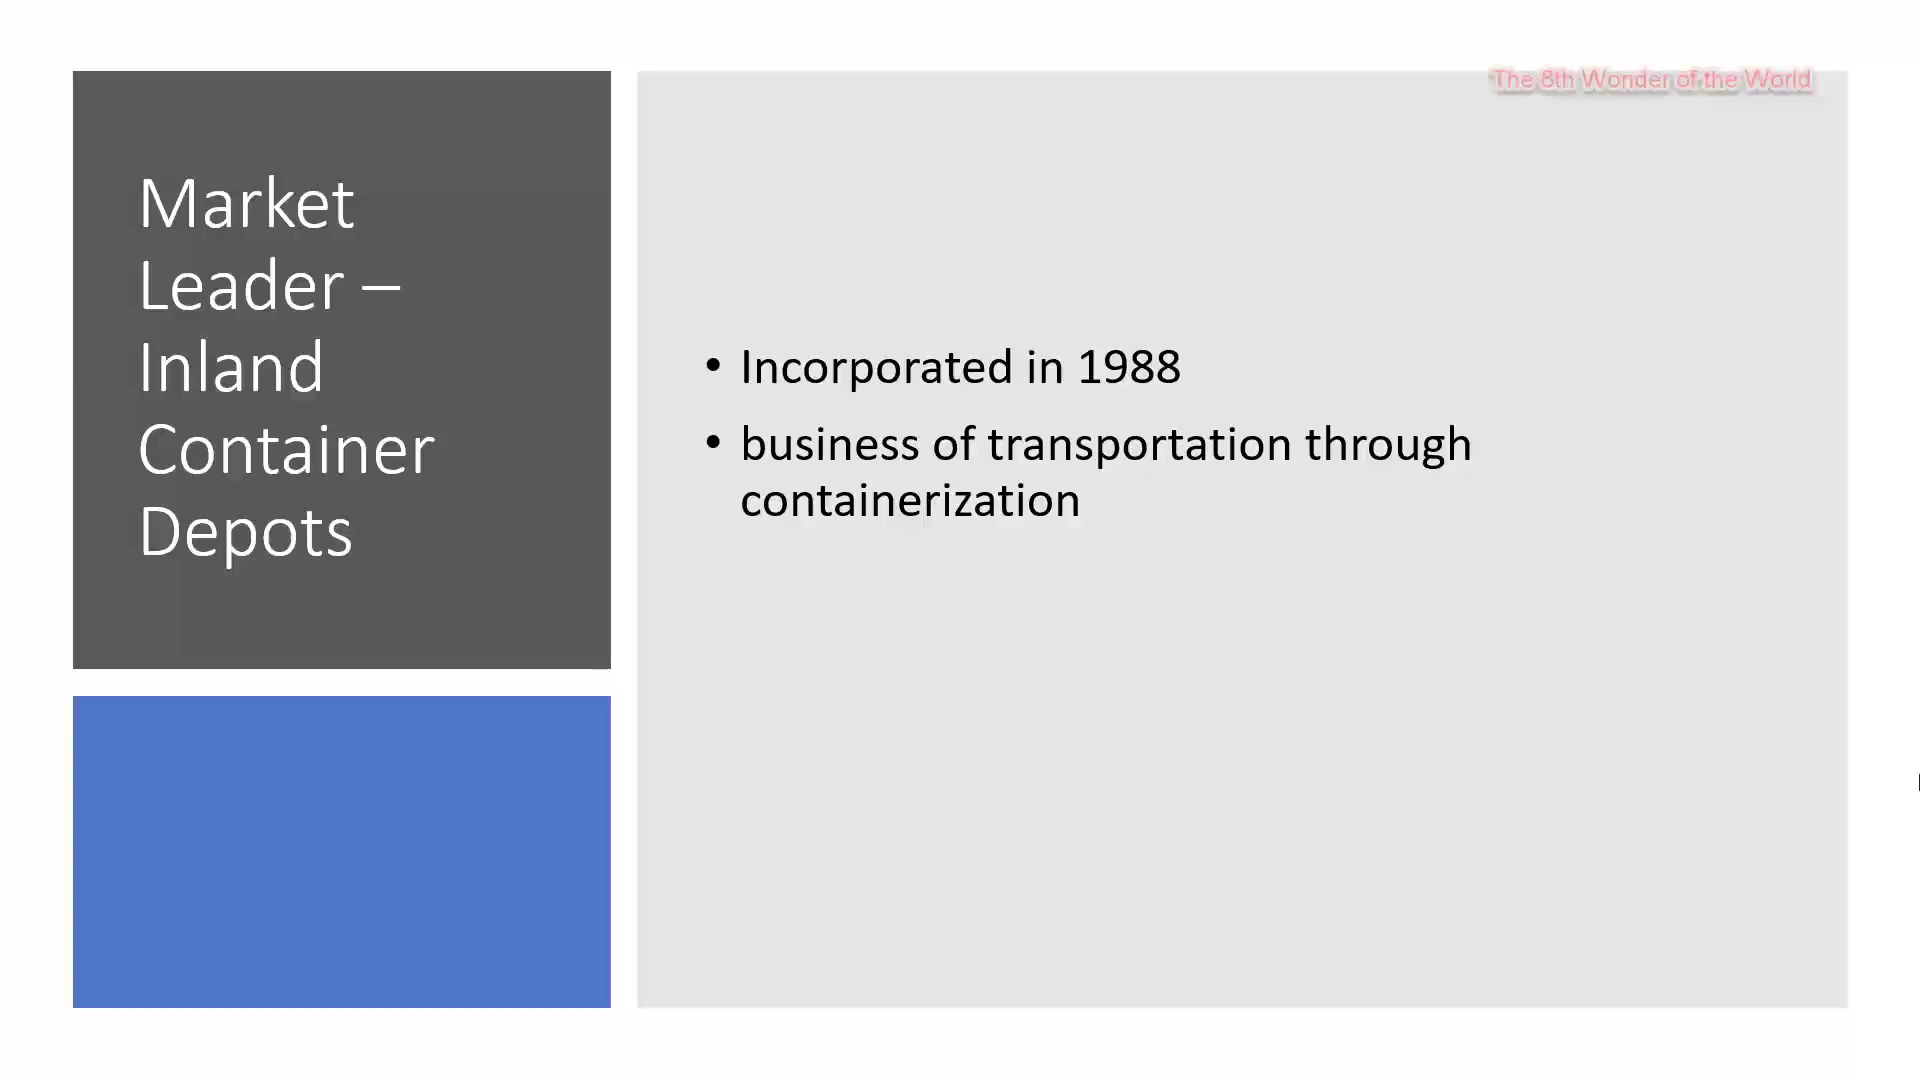 The 8th Wonder of the World
Market
Leader –
Inland
Container
Depots
• Incorporated in 1988
• business of transportation through
containerization